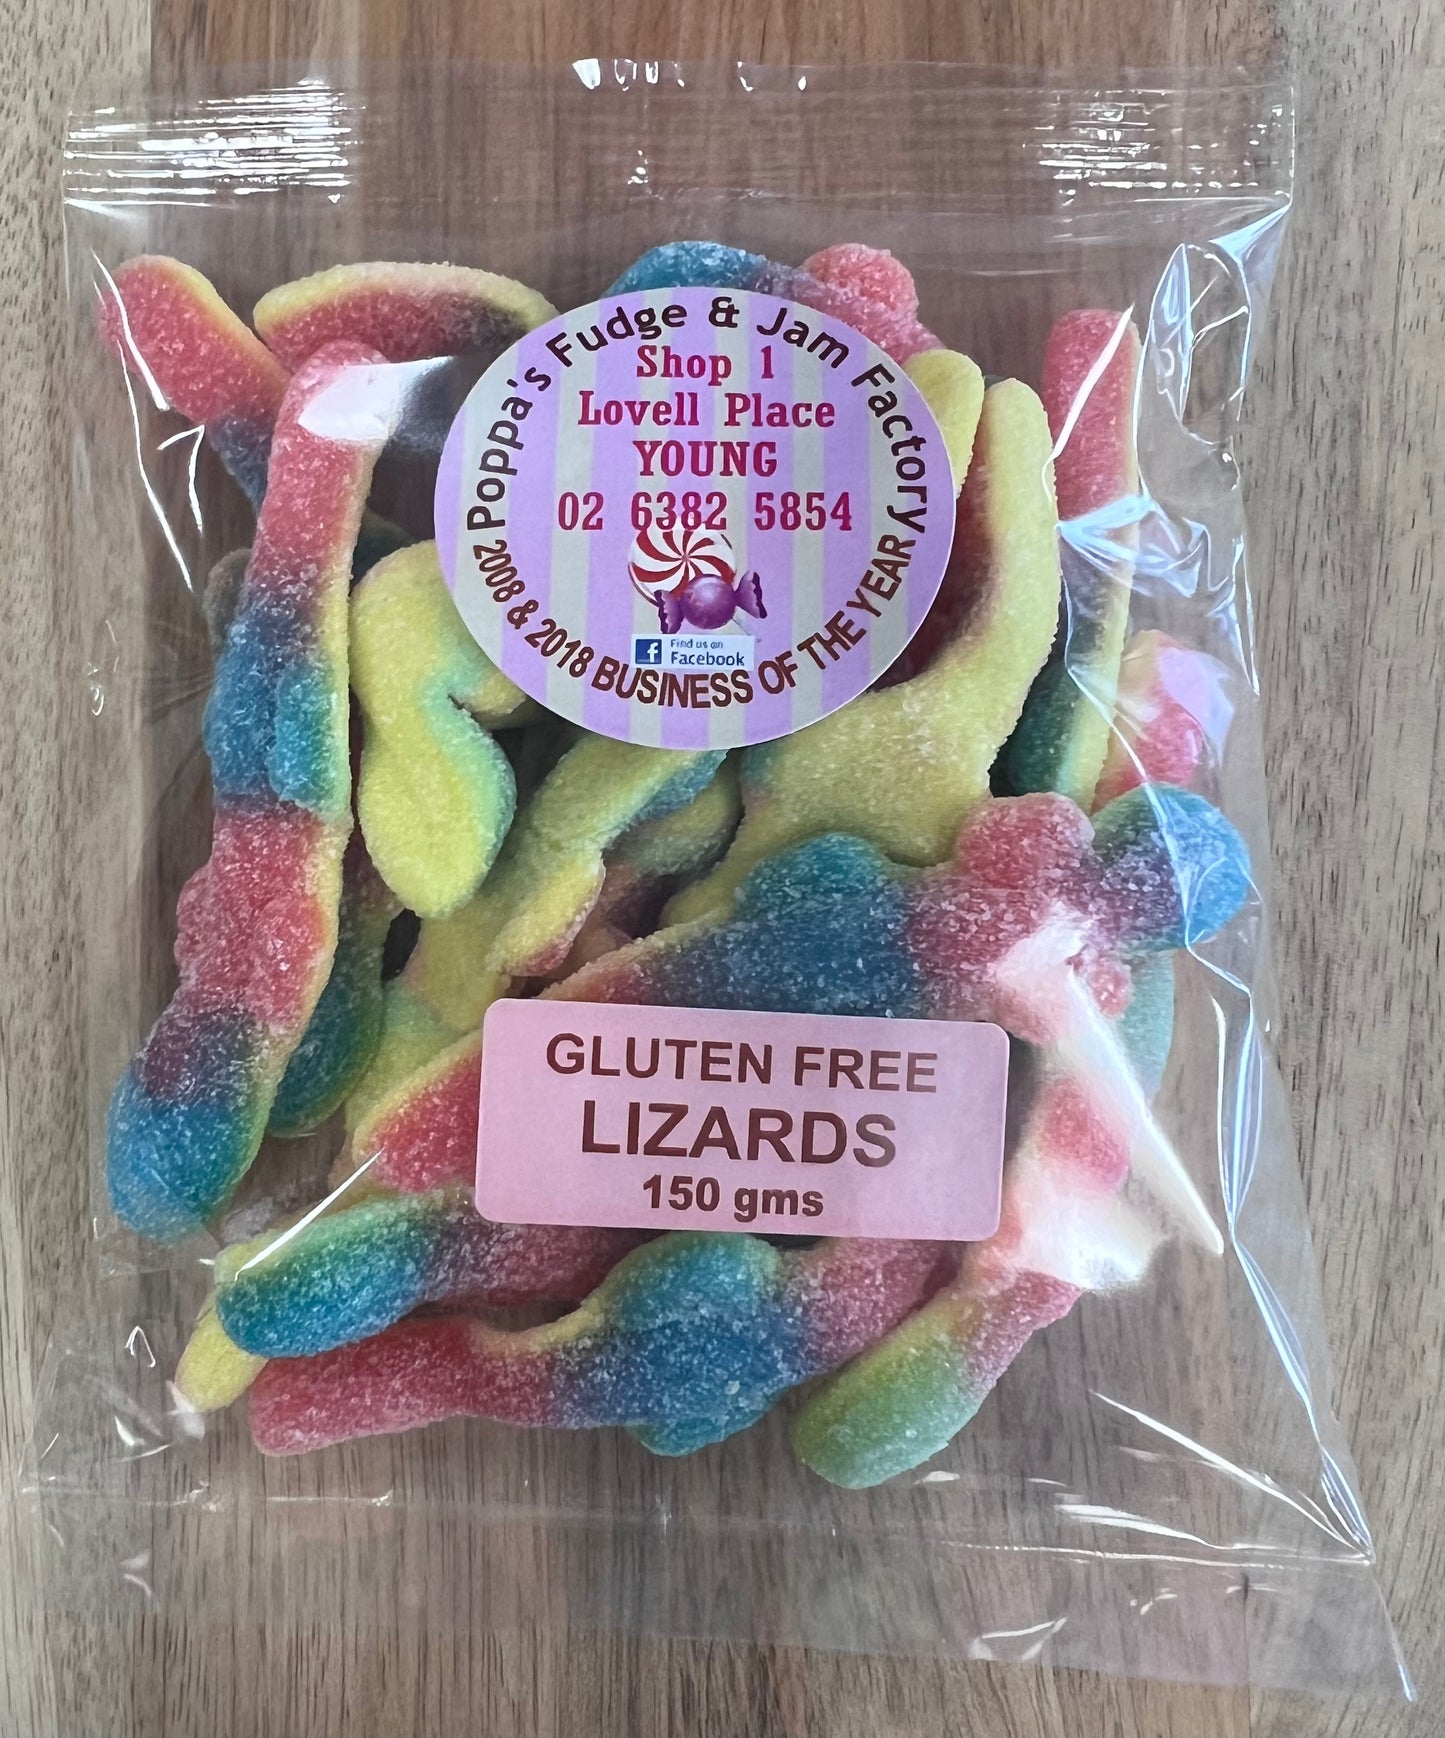 Poppa's Fudge & Jam Factory
Shop 1
Lovell Place
YOUNG
02 6382 5854
f Find us on
Facebook
2008 & 2018 BUSINESS OF THE YEAR
GLUTEN FREE
LIZARDS
150 gms